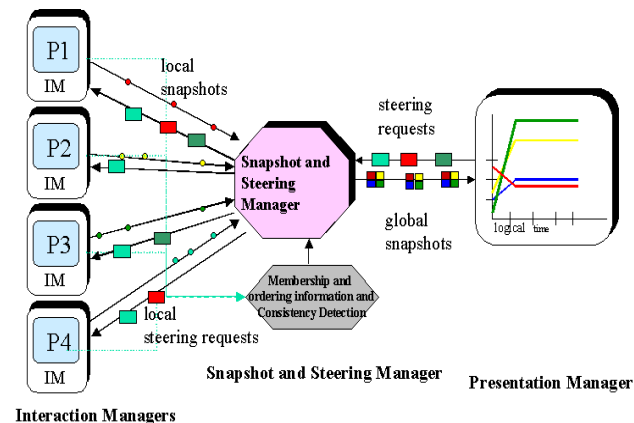 P1
IM
P2
IM
P3
IM
P4
IM
local
snapshots
Snapshot and
Steering
Manager
steering
requests
global
snapshots
logical time
Membership and
ordering information and
Consistency Detection
local
steering requests
Snapshot and Steering Manager
Presentation Manager
Interaction Managers